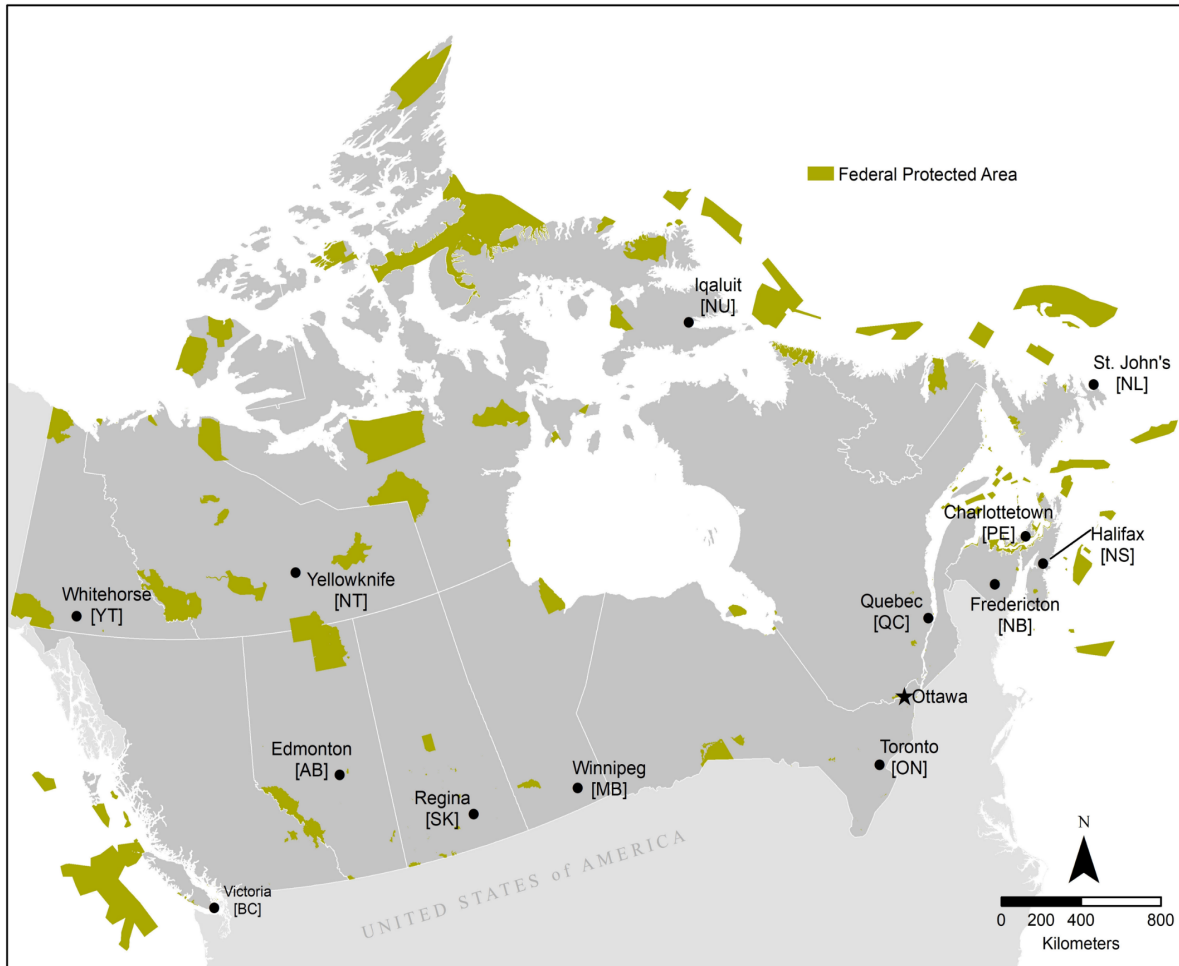 Federal Protected Area
Iqaluit
[NU]
St. John's
[NL]
Charlottetown
[PE]
Halifax
[NS]
Whitehorse
[YT]
Yellowknife
[NT]
Quebec
[QC]
Fredericton
[NB]
Ottawa
Edmonton
[AB]
Regina
[SK]
Winnipeg
[MB]
Toronto
[ON]
Victoria
[BC]
UNITED STATES of AMERICA
N
0 200 400 800
Kilometers